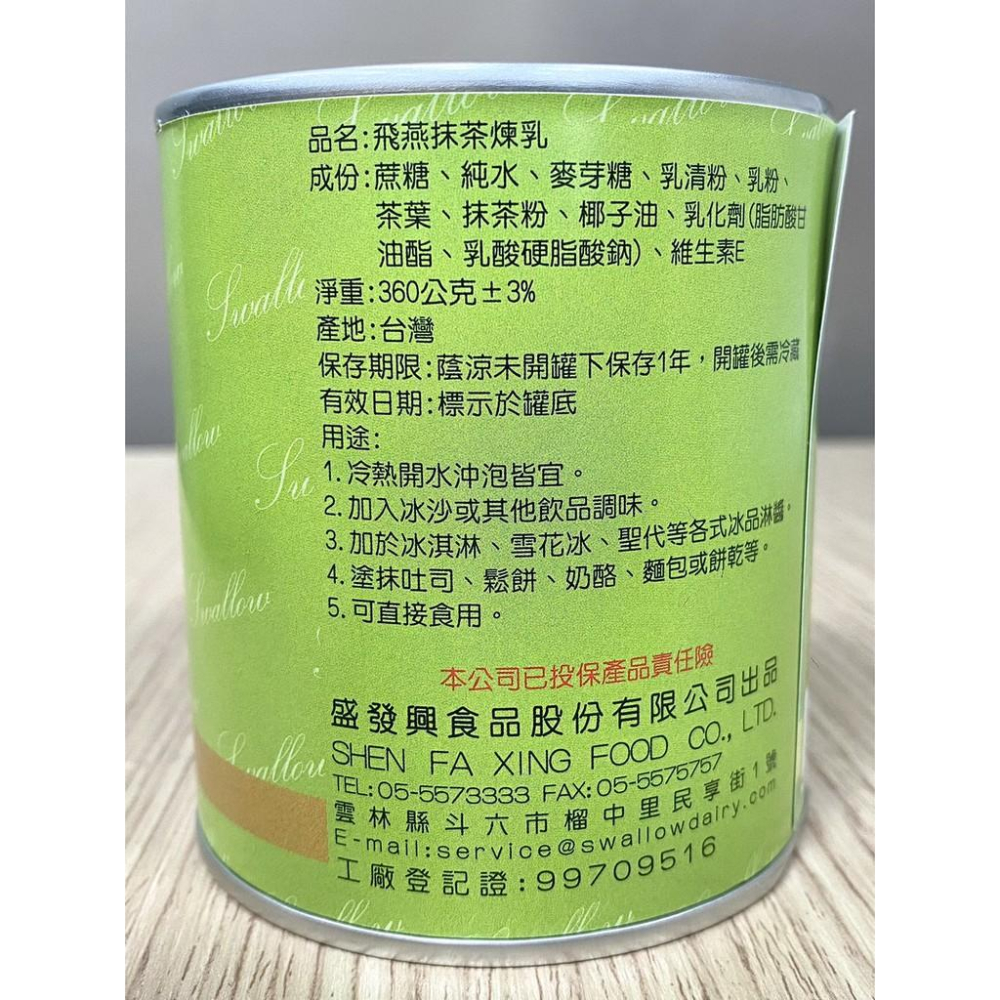 Swallow
Swallow
品名:飛燕抹茶煉乳
成份:蔗糖、純水、麥芽糖、乳清粉、乳粉、
茶葉、抹茶粉、椰子油、乳化劑(脂肪酸甘
油酯、乳酸硬脂酸鈉)、維生素E
淨重:360公克±3%
產地:台灣
保存期限:蔭涼未開罐下保存1年,開罐後需冷藏
有效日期:標示於罐底
用途:
1.冷熱開水沖泡皆宜。
2.加入冰沙或其他飲品調味。
3.加於冰淇淋、雪花冰、聖代等各式冰品淋醬。
4.塗抹吐司、鬆餅、奶酪、麵包或餅乾等。
5.可直接食用。
Swallow
本公司已投保產品責任險
盛發興食品股份有限公司出品
SHEN FA XING FOOD CO., LTD.
TEL:05-5573333 FAX:05-5575757
雲林縣斗六市榴中里民享街1號
E-mail:service@swallowdairy.com
工廠登記證:99709516